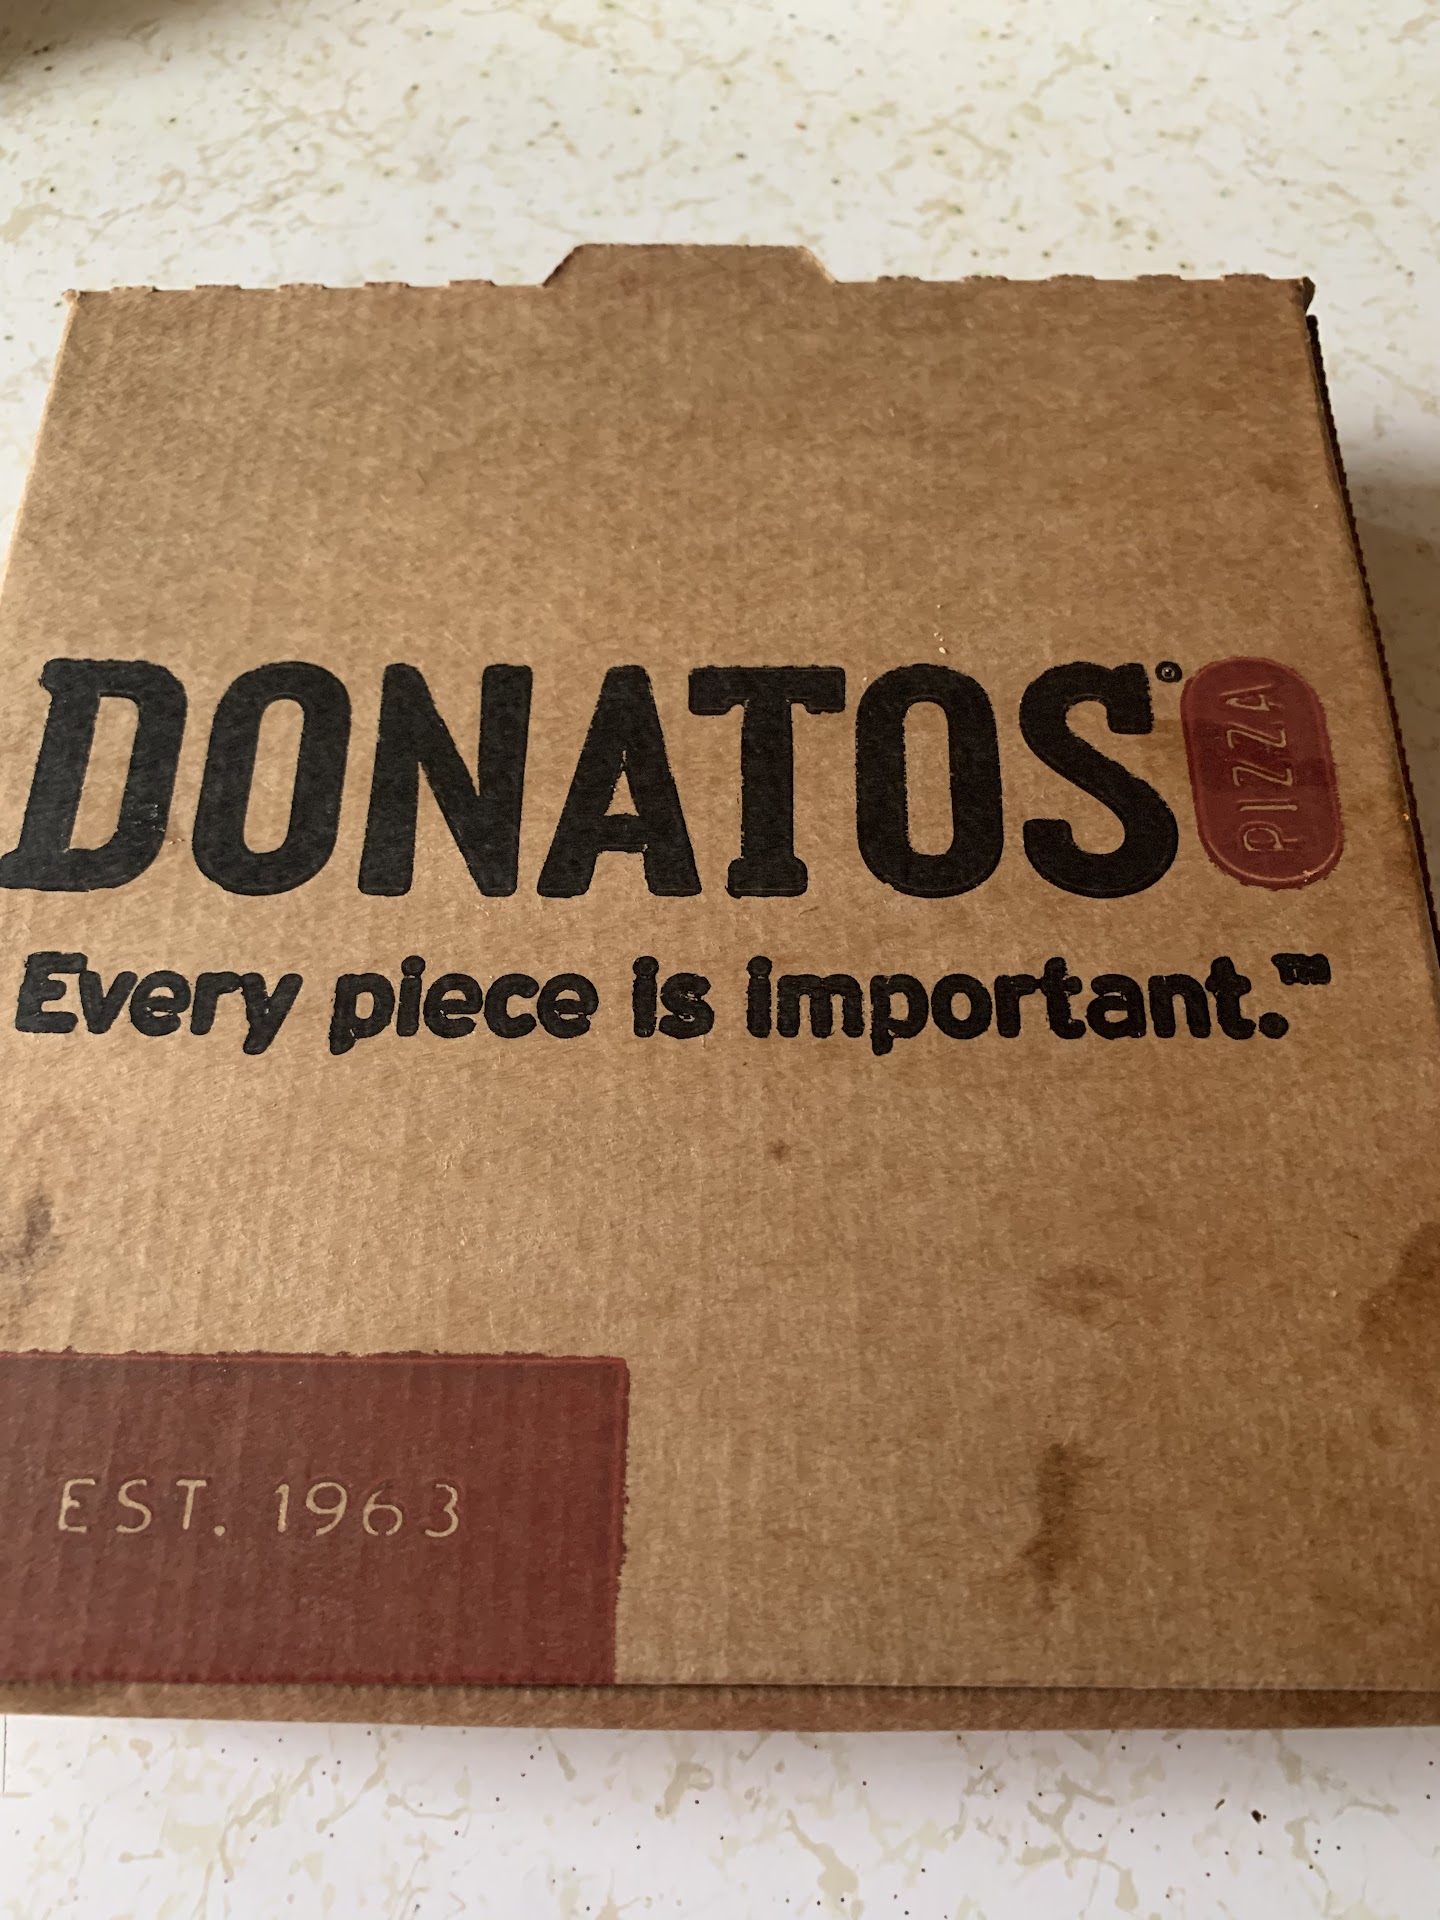 DONATOS® PIZZA
Every piece is important.™
EST. 1963